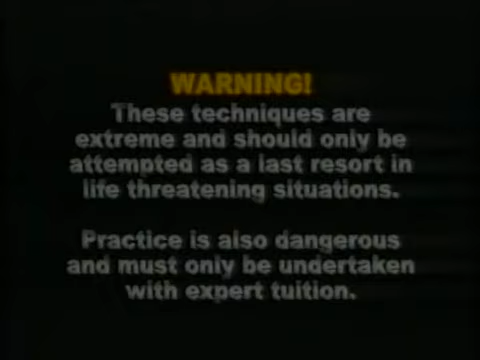 WARNING!
These techniques are
extreme and should only be
attempted as a last resort in
life threatening situations.
Practice is also dangerous
and must only be undertaken
with expert tuition.